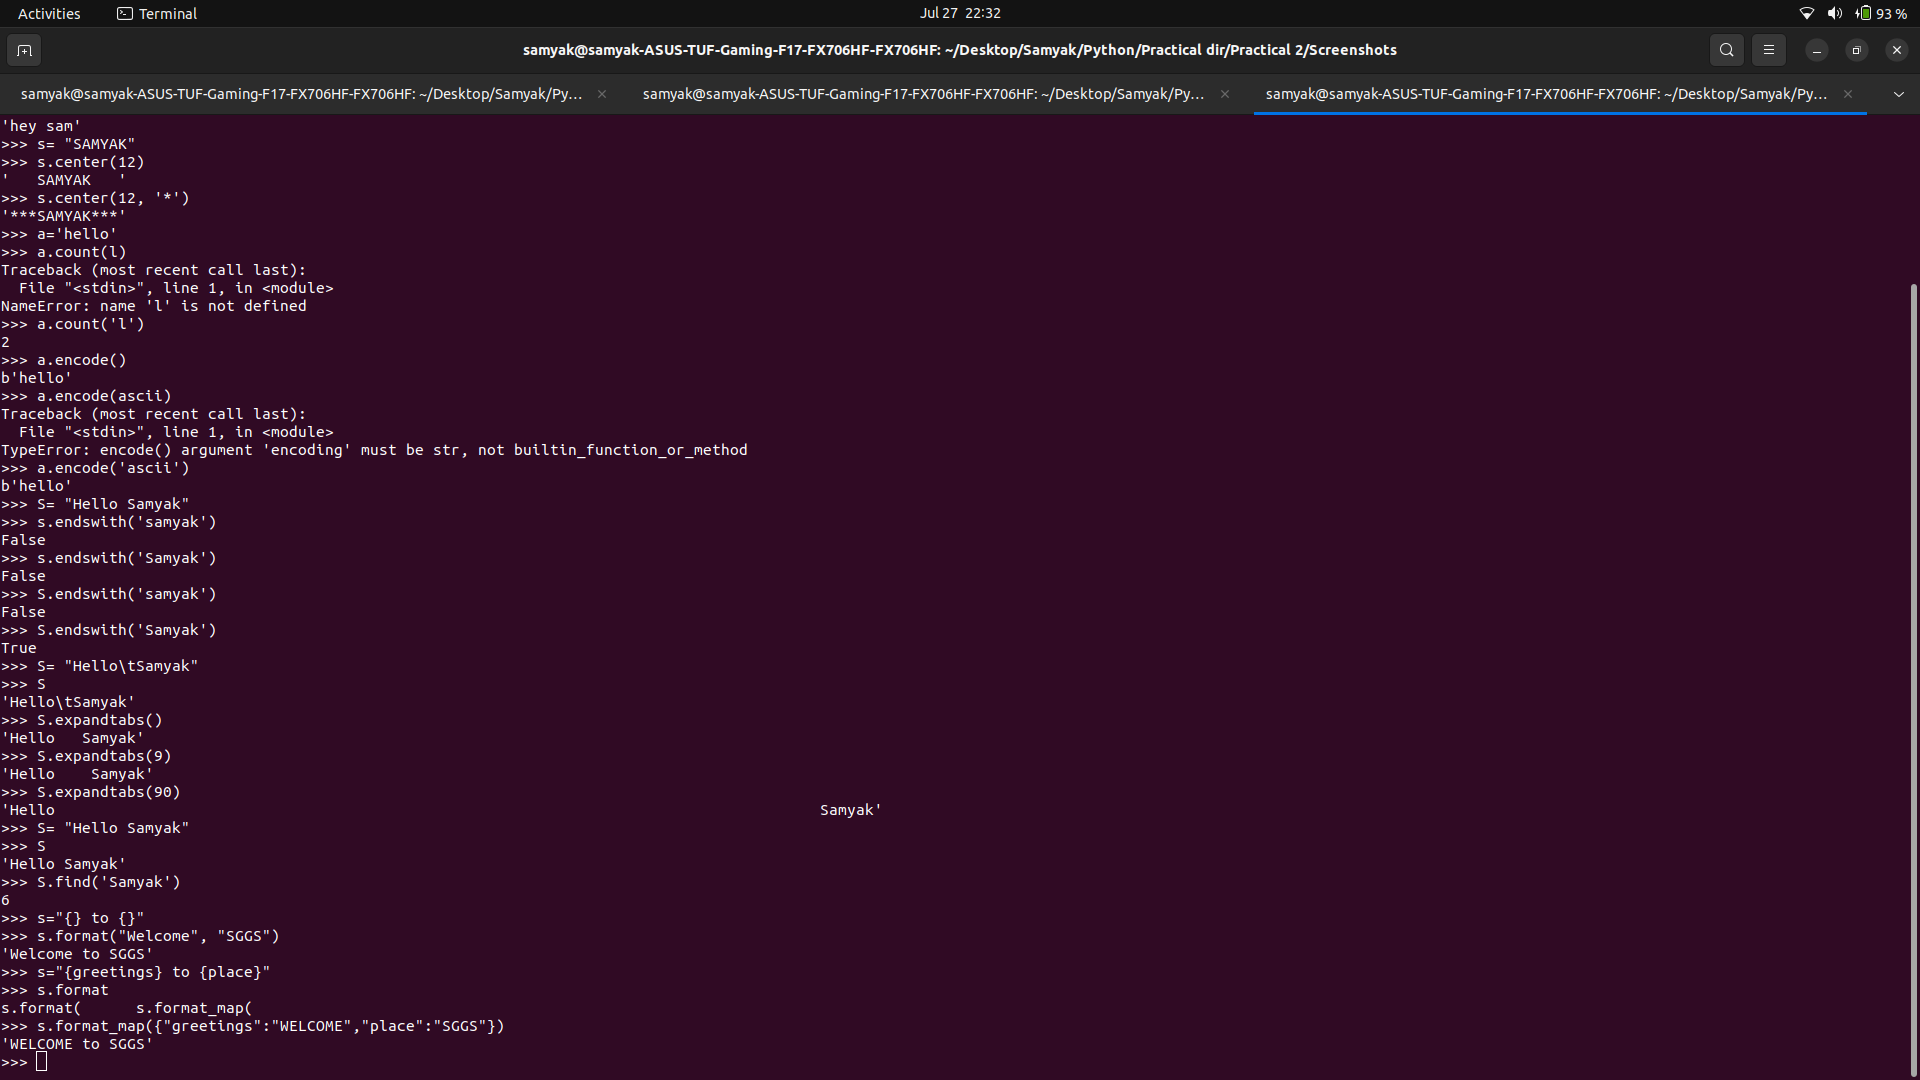 Activities Terminal Jul 27 22:32 93 %
samyak@samyak-ASUS-TUF-Gaming-F17-FX706HF-FX706HF: ~/Desktop/Samyak/Python/Practical dir/Practical 2/Screenshots
samyak@samyak-ASUS-TUF-Gaming-F17-FX706HF-FX706HF: ~/Desktop/Samyak/Py... samyak@samyak-ASUS-TUF-Gaming-F17-FX706HF-FX706HF: ~/Desktop/Samyak/Py... samyak@samyak-ASUS-TUF-Gaming-F17-FX706HF-FX706HF: ~/Desktop/Samyak/Py...
'hey sam'
>>> s= "SAMYAK"
>>> s.center(12)
'   SAMYAK   '
>>> s.center(12, '*')
'***SAMYAK***'
>>> a='hello'
>>> a.count(l)
Traceback (most recent call last):
  File "<stdin>", line 1, in <module>
NameError: name 'l' is not defined
>>> a.count('l')
2
>>> a.encode()
b'hello'
>>> a.encode(ascii)
Traceback (most recent call last):
  File "<stdin>", line 1, in <module>
TypeError: encode() argument 'encoding' must be str, not builtin_function_or_method
>>> a.encode('ascii')
b'hello'
>>> S= "Hello Samyak"
>>> s.endswith('samyak')
False
>>> s.endswith('Samyak')
False
>>> S.endswith('samyak')
False
>>> S.endswith('Samyak')
True
>>> S= "Hello\tSamyak"
>>> S
'Hello\tSamyak'
>>> S.expandtabs()
'Hello   Samyak'
>>> S.expandtabs(9)
'Hello    Samyak'
>>> S.expandtabs(90)
'Hello                                                                                     Samyak'
>>> S= "Hello Samyak"
>>> S
'Hello Samyak'
>>> S.find('Samyak')
6
>>> s="{} to {}"
>>> s.format("Welcome", "SGGS")
'Welcome to SGGS'
>>> s="{greetings} to {place}"
>>> s.format
s.format(      s.format_map(
>>> s.format_map({"greetings":"WELCOME","place":"SGGS"})
'WELCOME to SGGS'
>>>